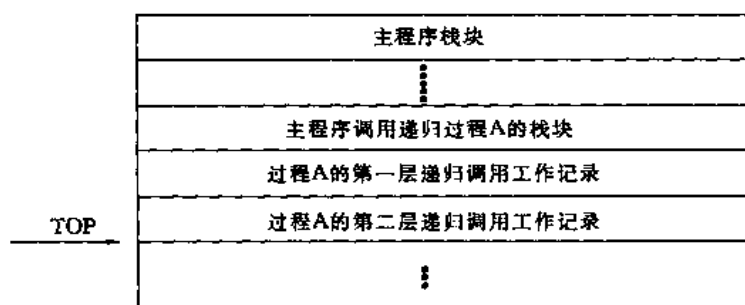 主程序栈块
主程序调用递归过程A的栈块
过程A的第一层递归调用工作记录
过程A的第二层递归调用工作记录
TOP